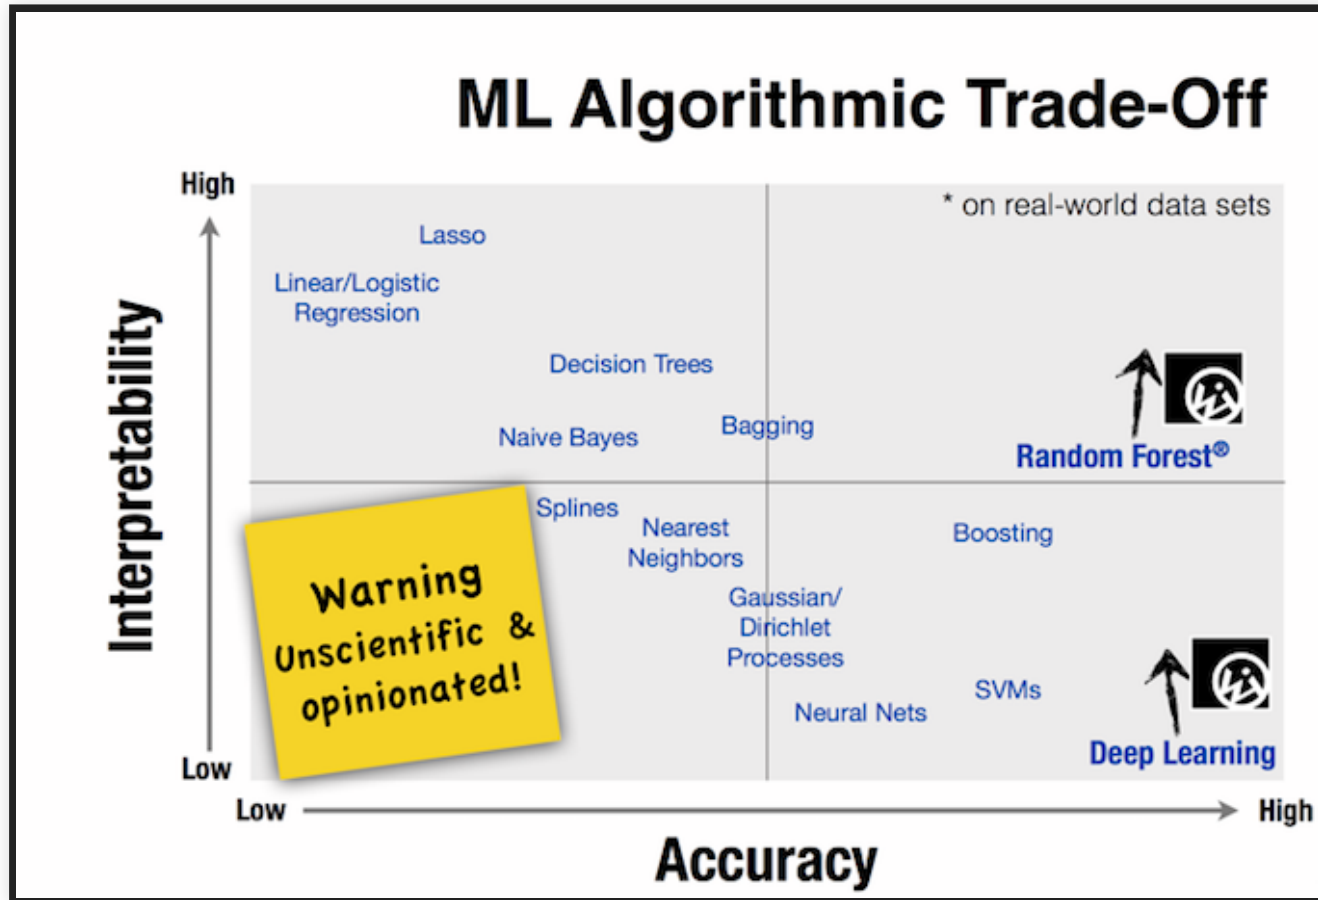 ML Algorithmic Trade-Off
High
* on real-world data sets
Lasso
Linear/Logistic
Regression
Interpretability
Decision Trees
Naive Bayes
Bagging
Random Forest®
Splines
Nearest
Neighbors
Boosting
Warning
Unscientific &
opinionated!
Gaussian/
Dirichlet
Processes
SVMs
Neural Nets
Deep Learning
Low
Low
High
Accuracy